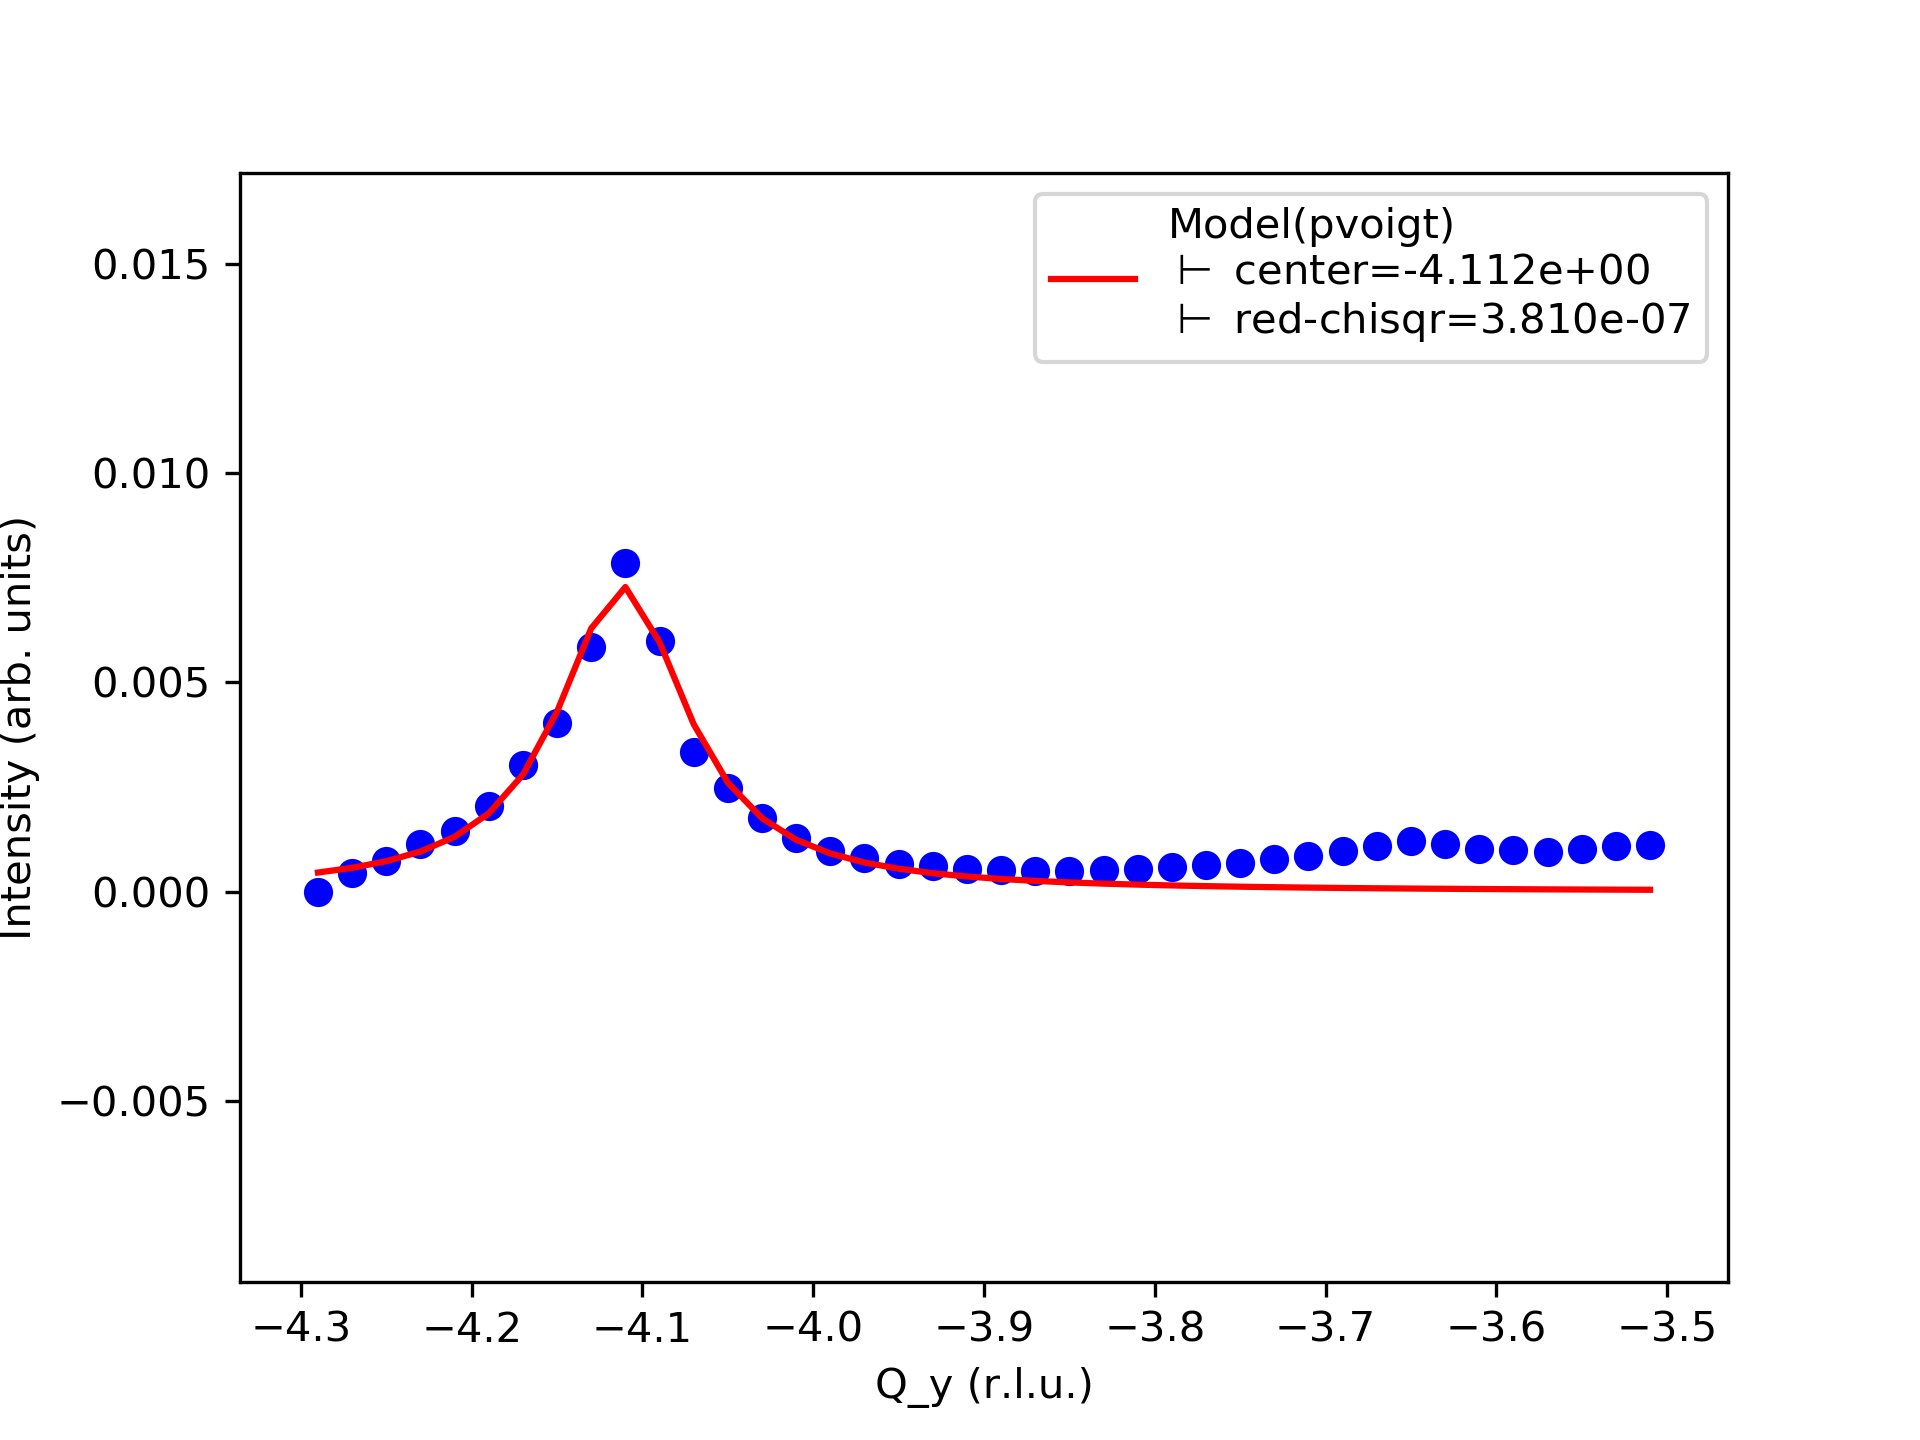 Model(pvoigt)
⊢ center=-4.112e+00
⊢ red-chisqr=3.810e-07
0.015
0.010
0.005
0.000
−0.005
Intensity (arb. units)
−4.3 −4.2 −4.1 −4.0 −3.9 −3.8 −3.7 −3.6 −3.5
Q_y (r.l.u.)